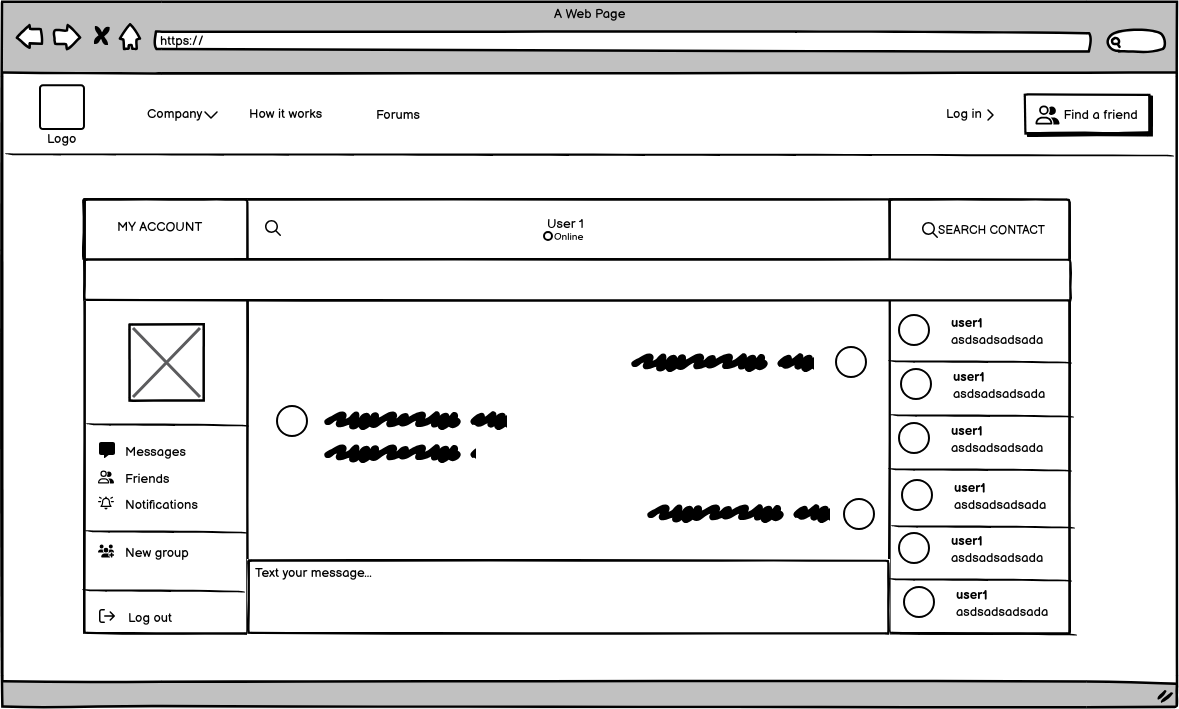 A Web Page
https://
Logo
Company
How it works
Forums
Log in
Find a friend
MY ACCOUNT
User 1
Online
SEARCH CONTACT
Messages
Friends
Notifications
New group
Log out
Text your message...
user1
asdsadsadsada
user1
asdsadsadsada
user1
asdsadsadsada
user1
asdsadsadsada
user1
asdsadsadsada
user1
asdsadsadsada